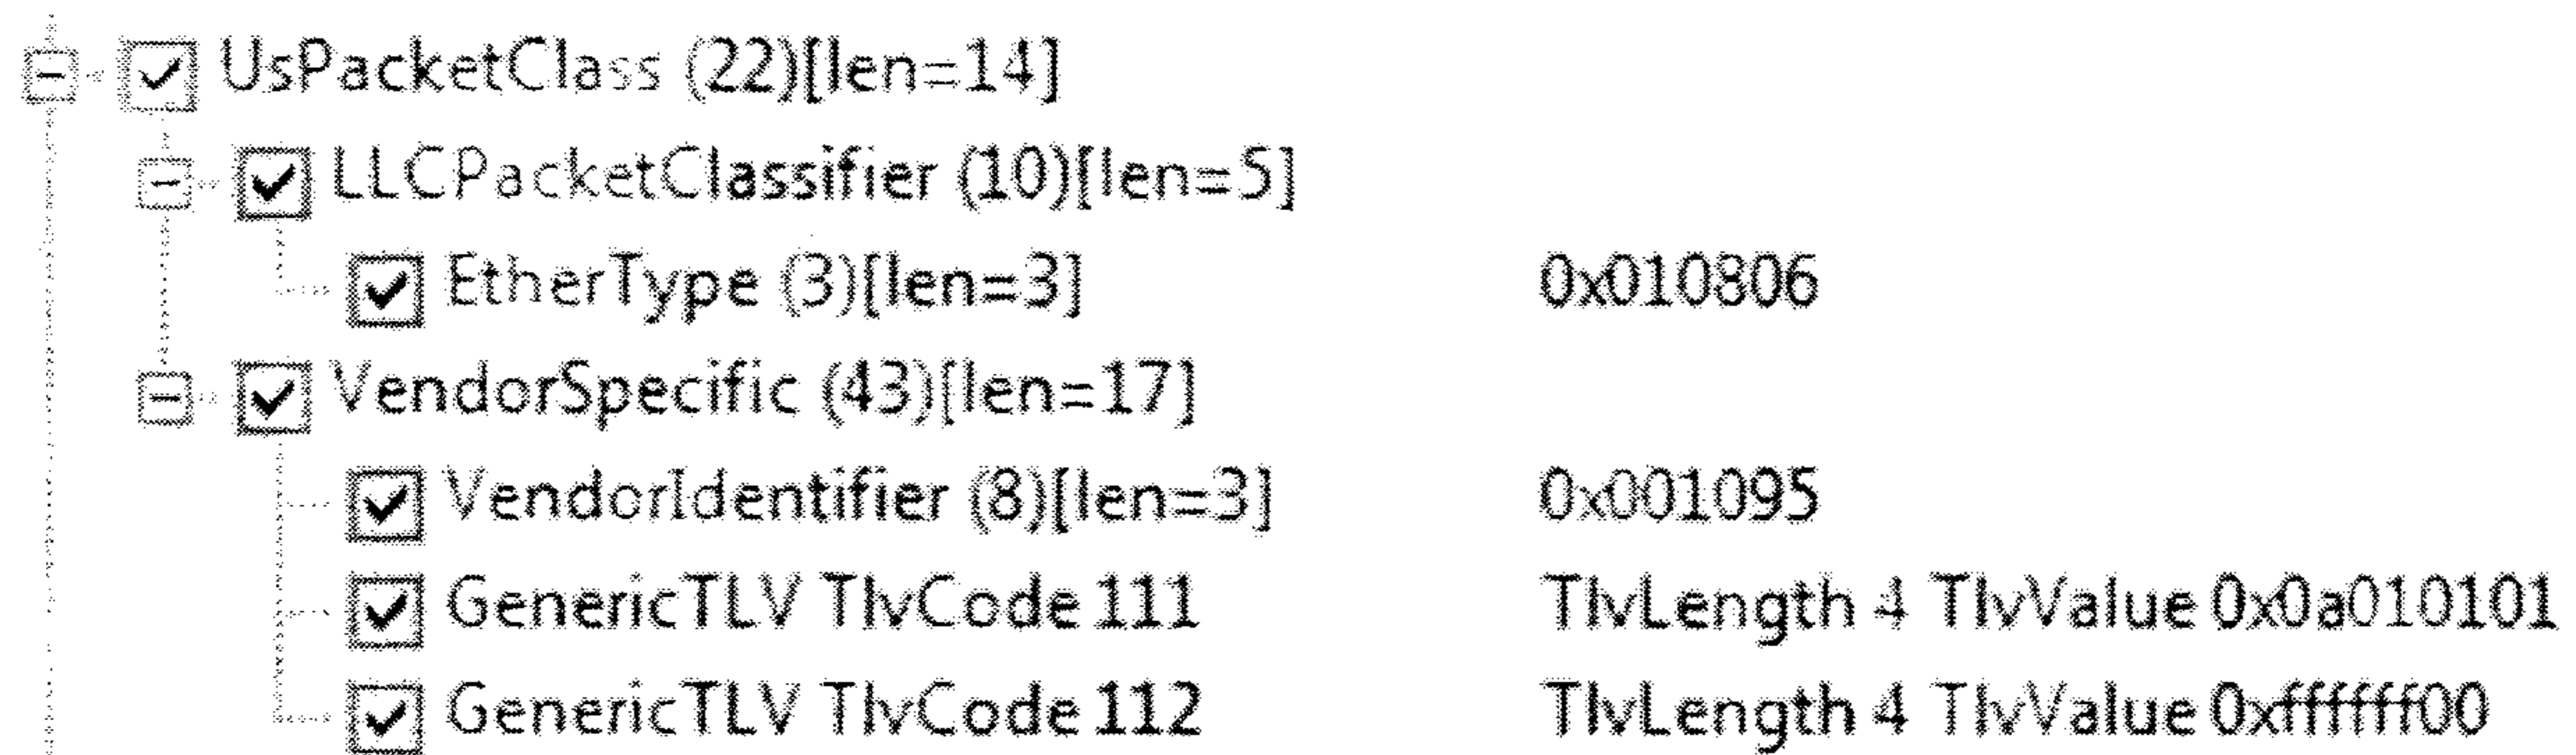 UsPacketClass (22)[len=14]
LLCPacketClassifier (10)[len=5]
EtherType (3)[len=3] 0x010806
VendorSpecific (43)[len=17]
VendorIdentifier (8)[len=3] 0x001095
GenericTLV TlvCode 111 TlvLength 4 TlvValue 0x0a010101
GenericTLV TlvCode 112 TlvLength 4 TlvValue 0xffffff00